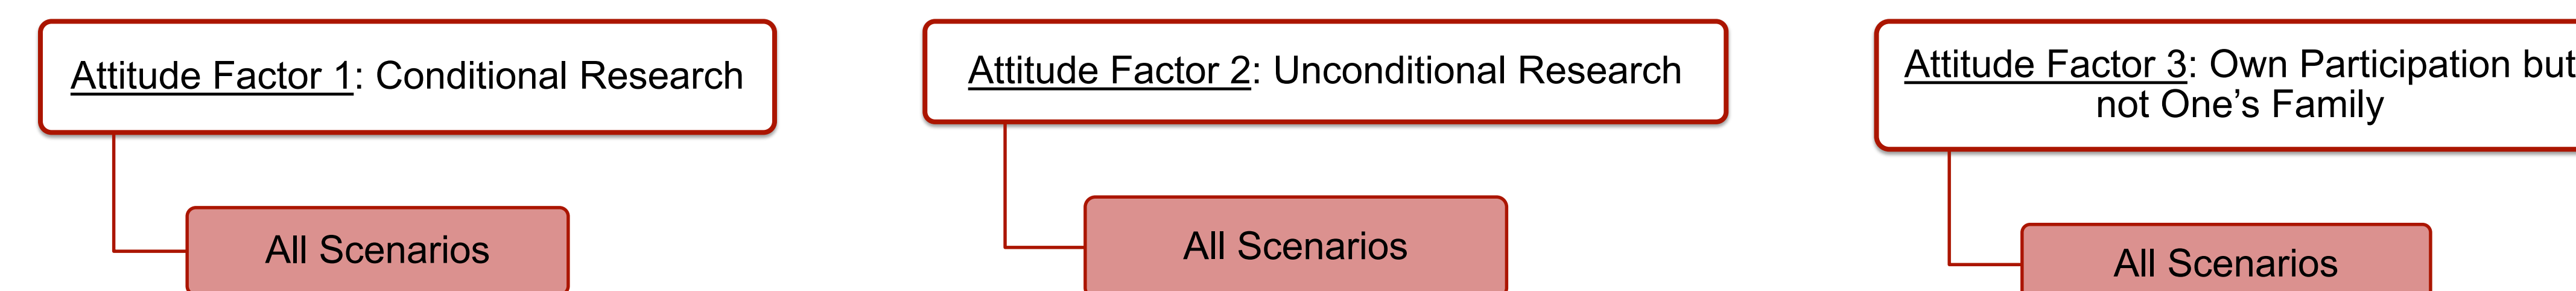 Attitude Factor 1: Conditional Research
All Scenarios
Attitude Factor 2: Unconditional Research
All Scenarios
Attitude Factor 3: Own Participation but
not One’s Family
All Scenarios